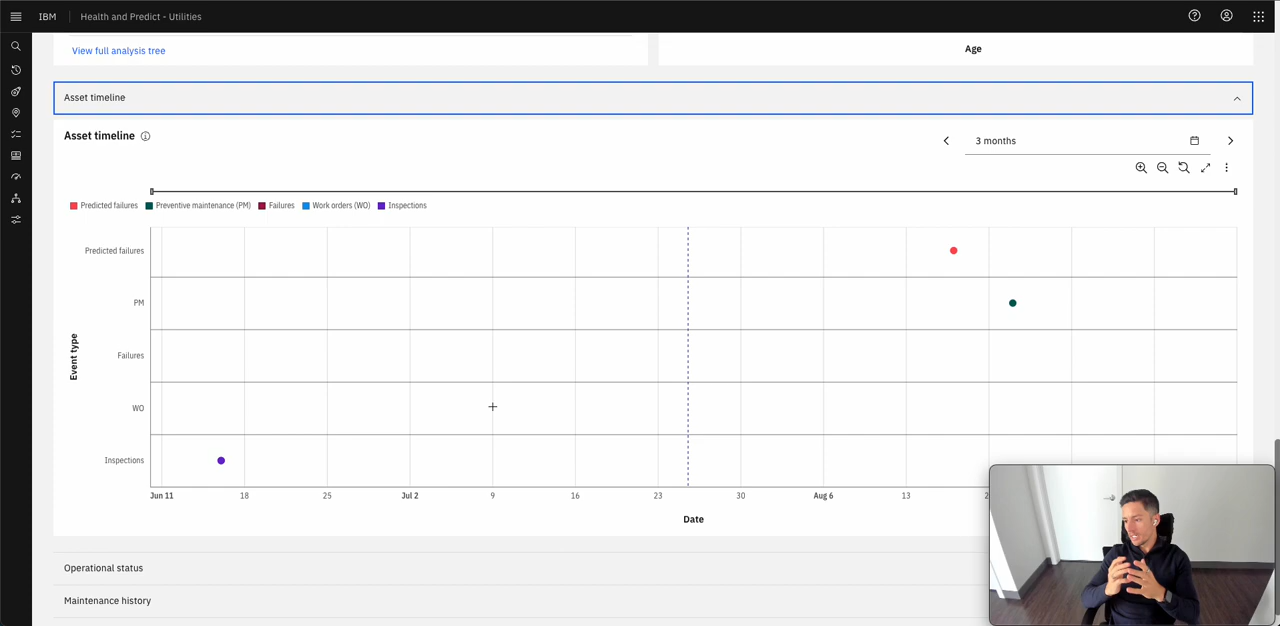 IBM Health and Predict - Utilities
View full analysis tree
Age
Asset timeline
Asset timeline
3 months
Predicted failures Preventive maintenance (PM) Failures Work orders (WO) Inspections
Predicted failures
PM
Failures
WO
Inspections
Event type
Jun 11 18 25 Jul 2 9 16 23 30 Aug 6 13
Date
Operational status
Maintenance history